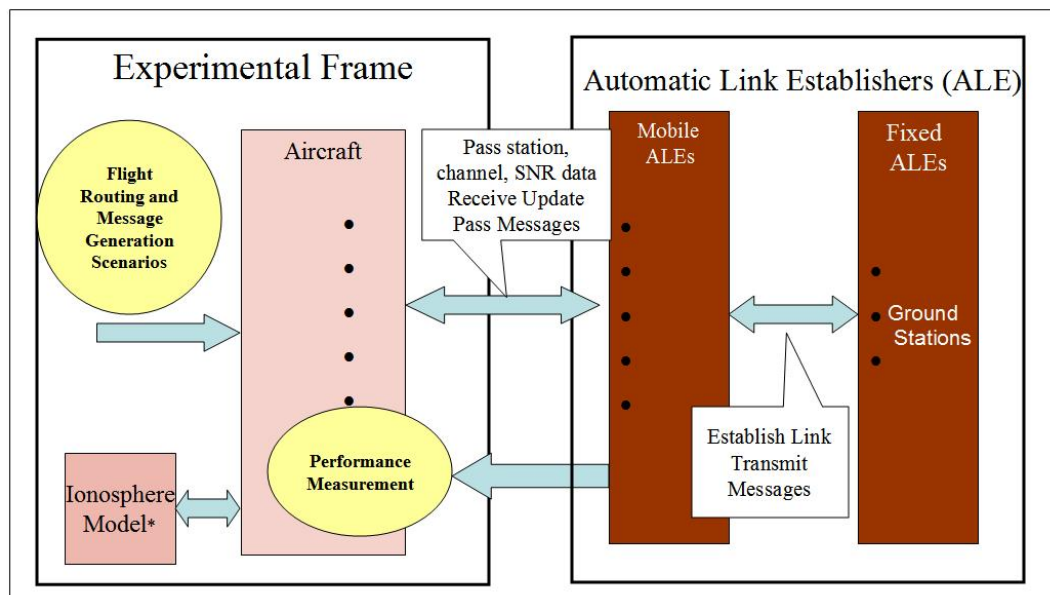 Experimental Frame
Flight
Routing and
Message
Generation
Scenarios
Aircraft
Ionosphere
Model*
Performance
Measurement
Pass station,
channel, SNR data
Receive Update
Pass Messages
Automatic Link Establishers (ALE)
Mobile
ALEs
Fixed
ALEs
Ground
Stations
Establish Link
Transmit
Messages